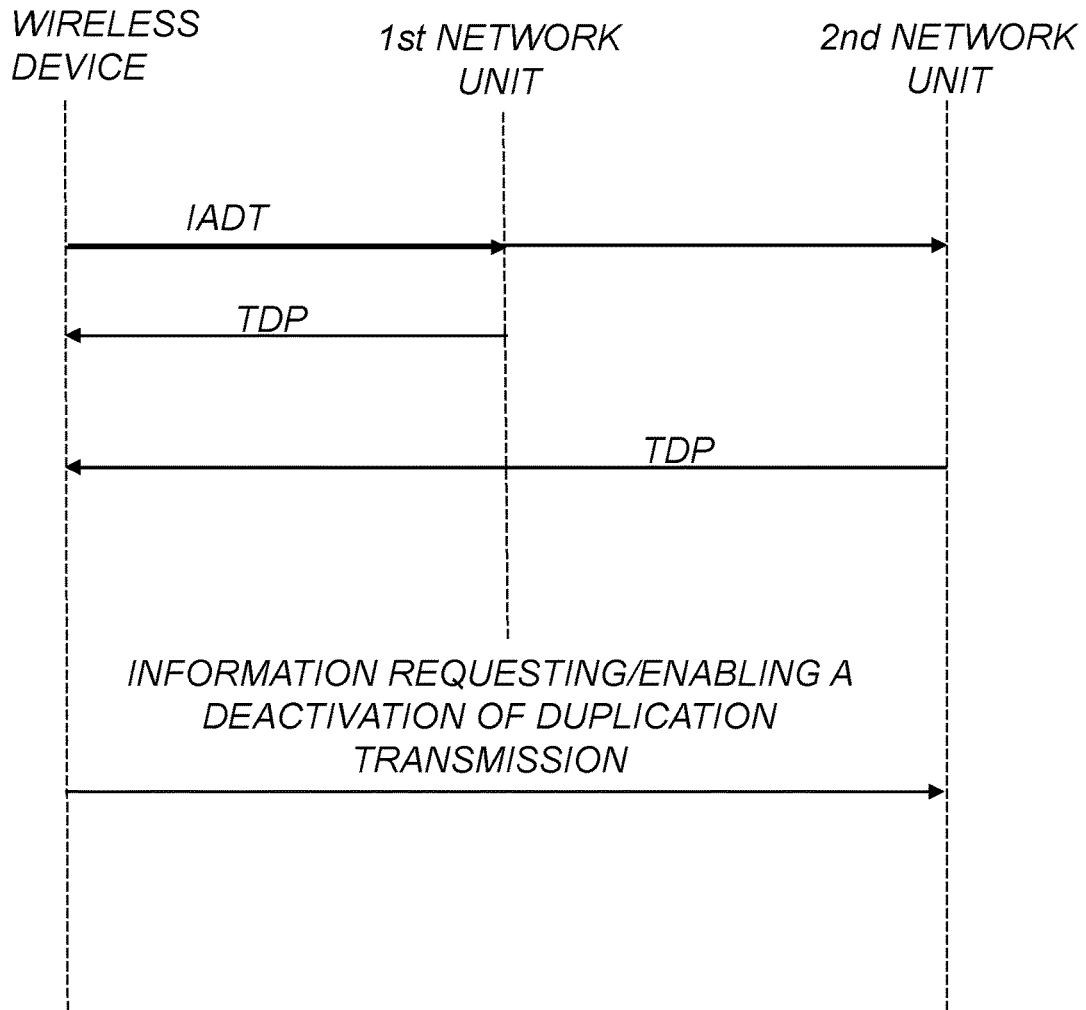 WIRELESS
DEVICE
1st NETWORK
UNIT
2nd NETWORK
UNIT
IADT
TDP
TDP
INFORMATION REQUESTING/ENABLING A
DEACTIVATION OF DUPLICATION
TRANSMISSION